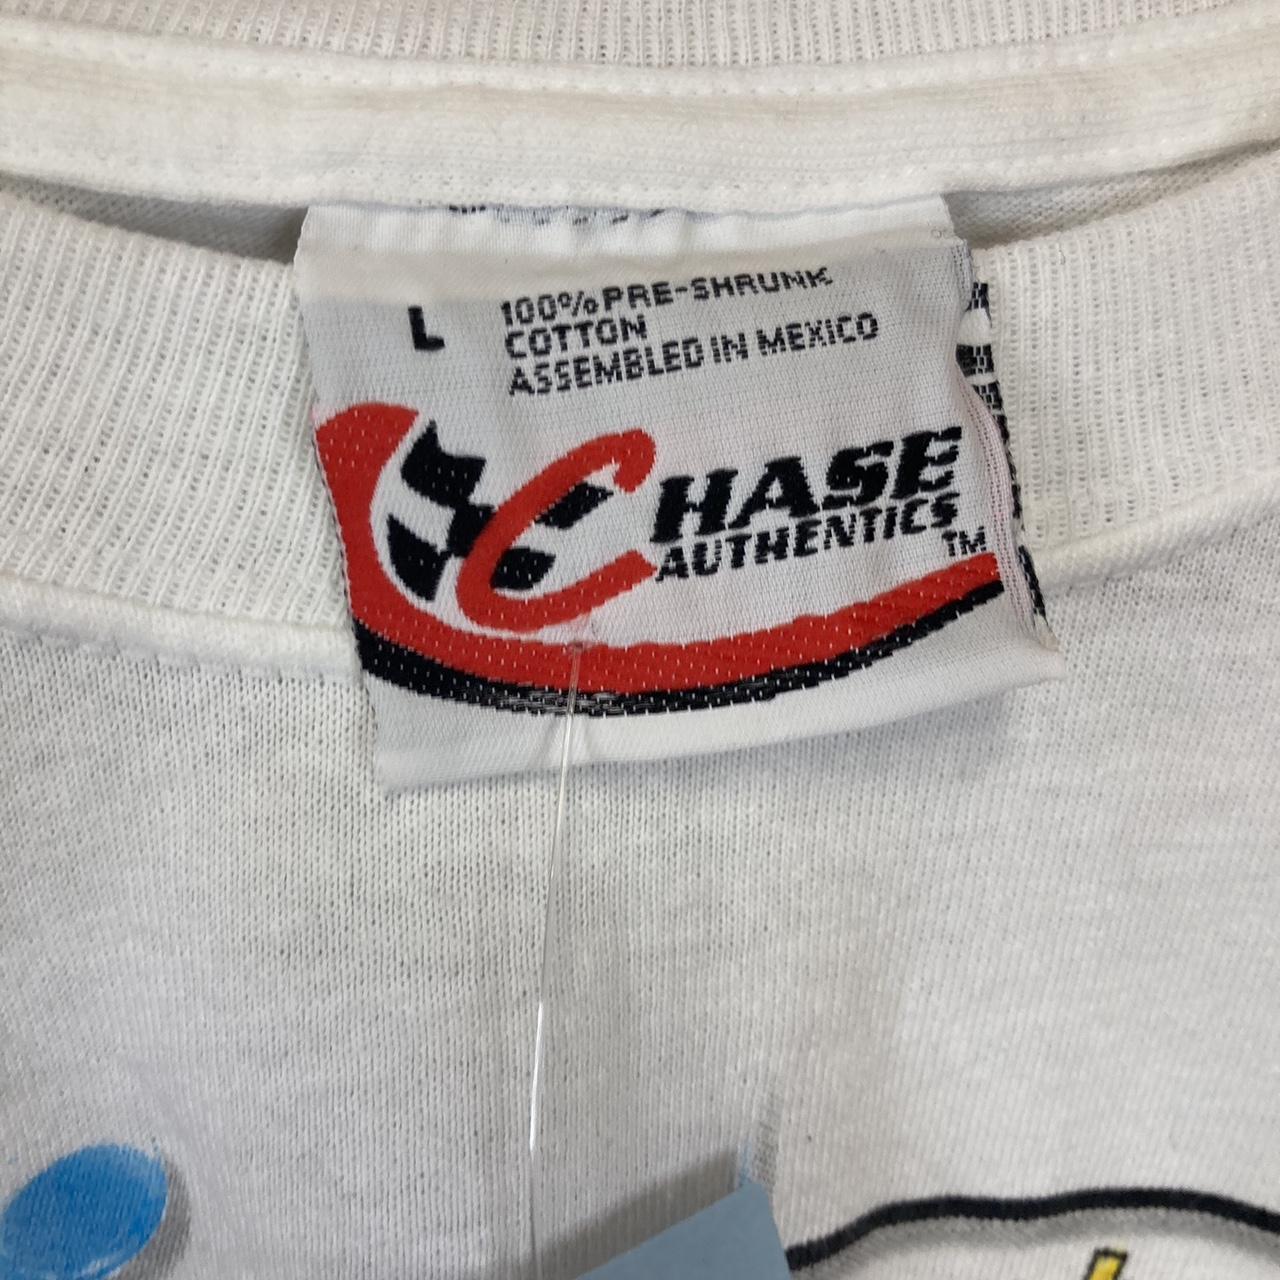 L
100% PRE-SHRUNK
COTTON
ASSEMBLED IN MEXICO
CHASE
AUTHENTICS
TM